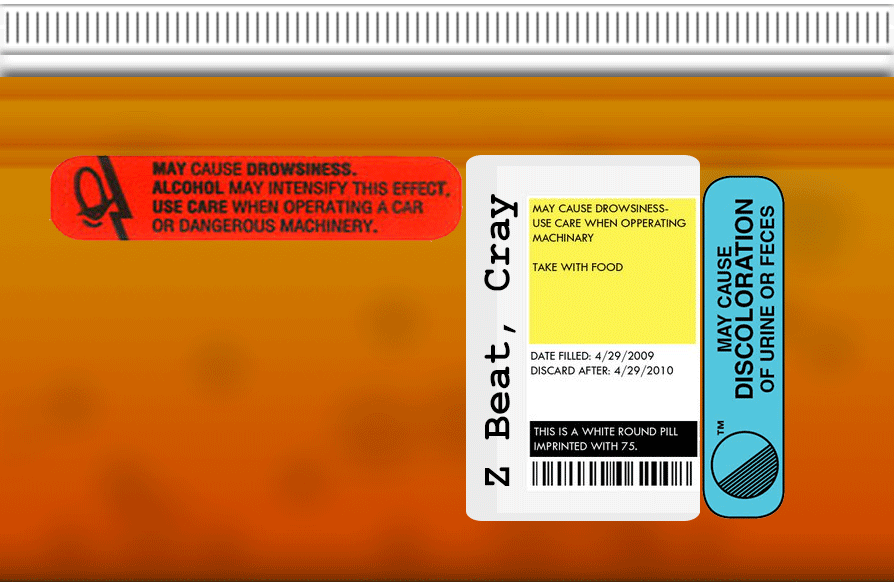 MAY CAUSE DROWSINESS.
ALCOHOL MAY INTENSIFY THIS EFFECT.
USE CARE WHEN OPERATING A CAR
OR DANGEROUS MACHINERY.
Z Beat, Cray
MAY CAUSE DROWSINESS-
USE CARE WHEN OPPERATING
MACHINARY
TAKE WITH FOOD
DATE FILLED: 4/29/2009
DISCARD AFTER: 4/29/2010
THIS IS A WHITE ROUND PILL
IMPRINTED WITH 75.
MAY CAUSE
DISCOLORATION
OF URINE OR FECES
TM